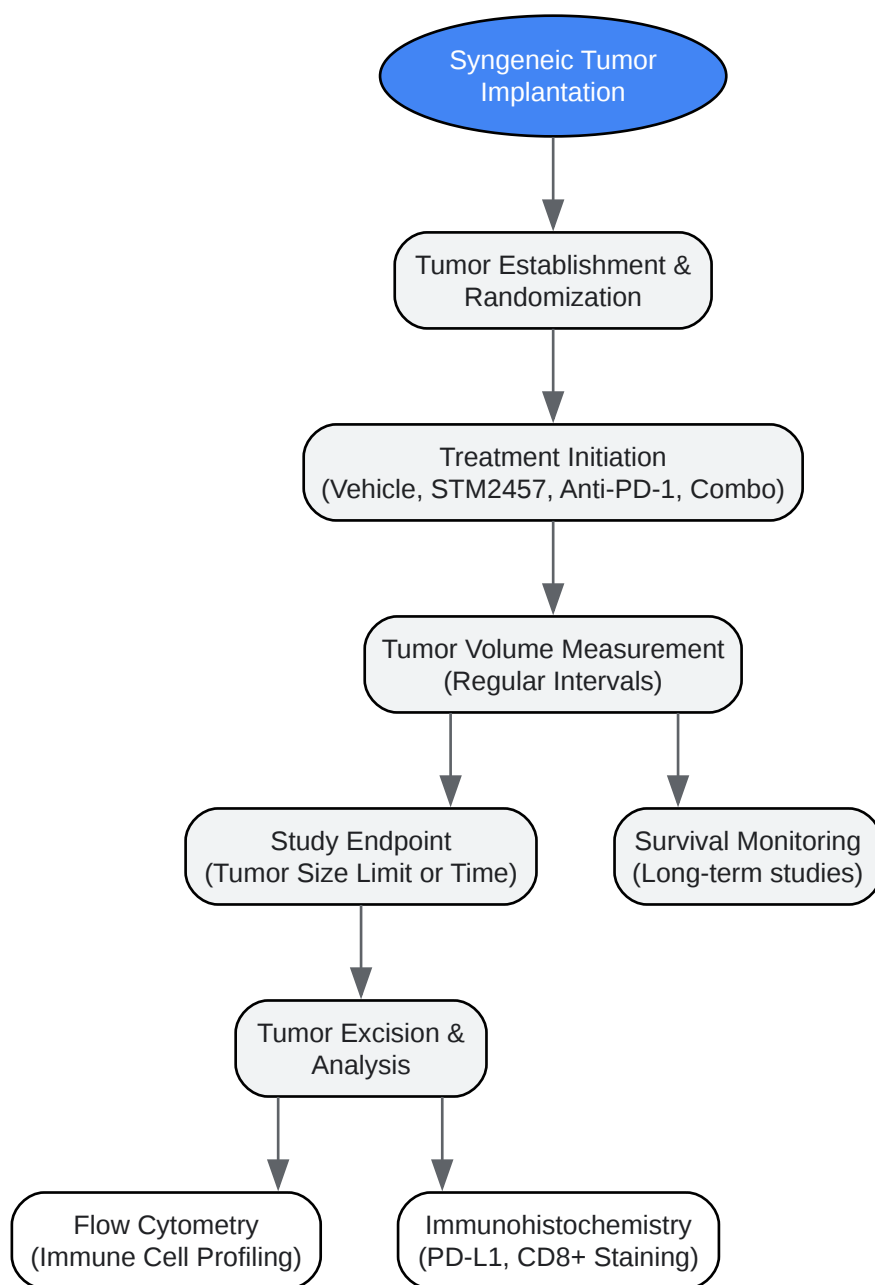 Syngeneic Tumor
Implantation
Tumor Establishment &
Randomization
Treatment Initiation
(Vehicle, STM2457, Anti-PD-1, Combo)
Tumor Volume Measurement
(Regular Intervals)
Study Endpoint
(Tumor Size Limit or Time)
Survival Monitoring
(Long-term studies)
Tumor Excision &
Analysis
Flow Cytometry
(Immune Cell Profiling)
Immunohistochemistry
(PD-L1, CD8+ Staining)